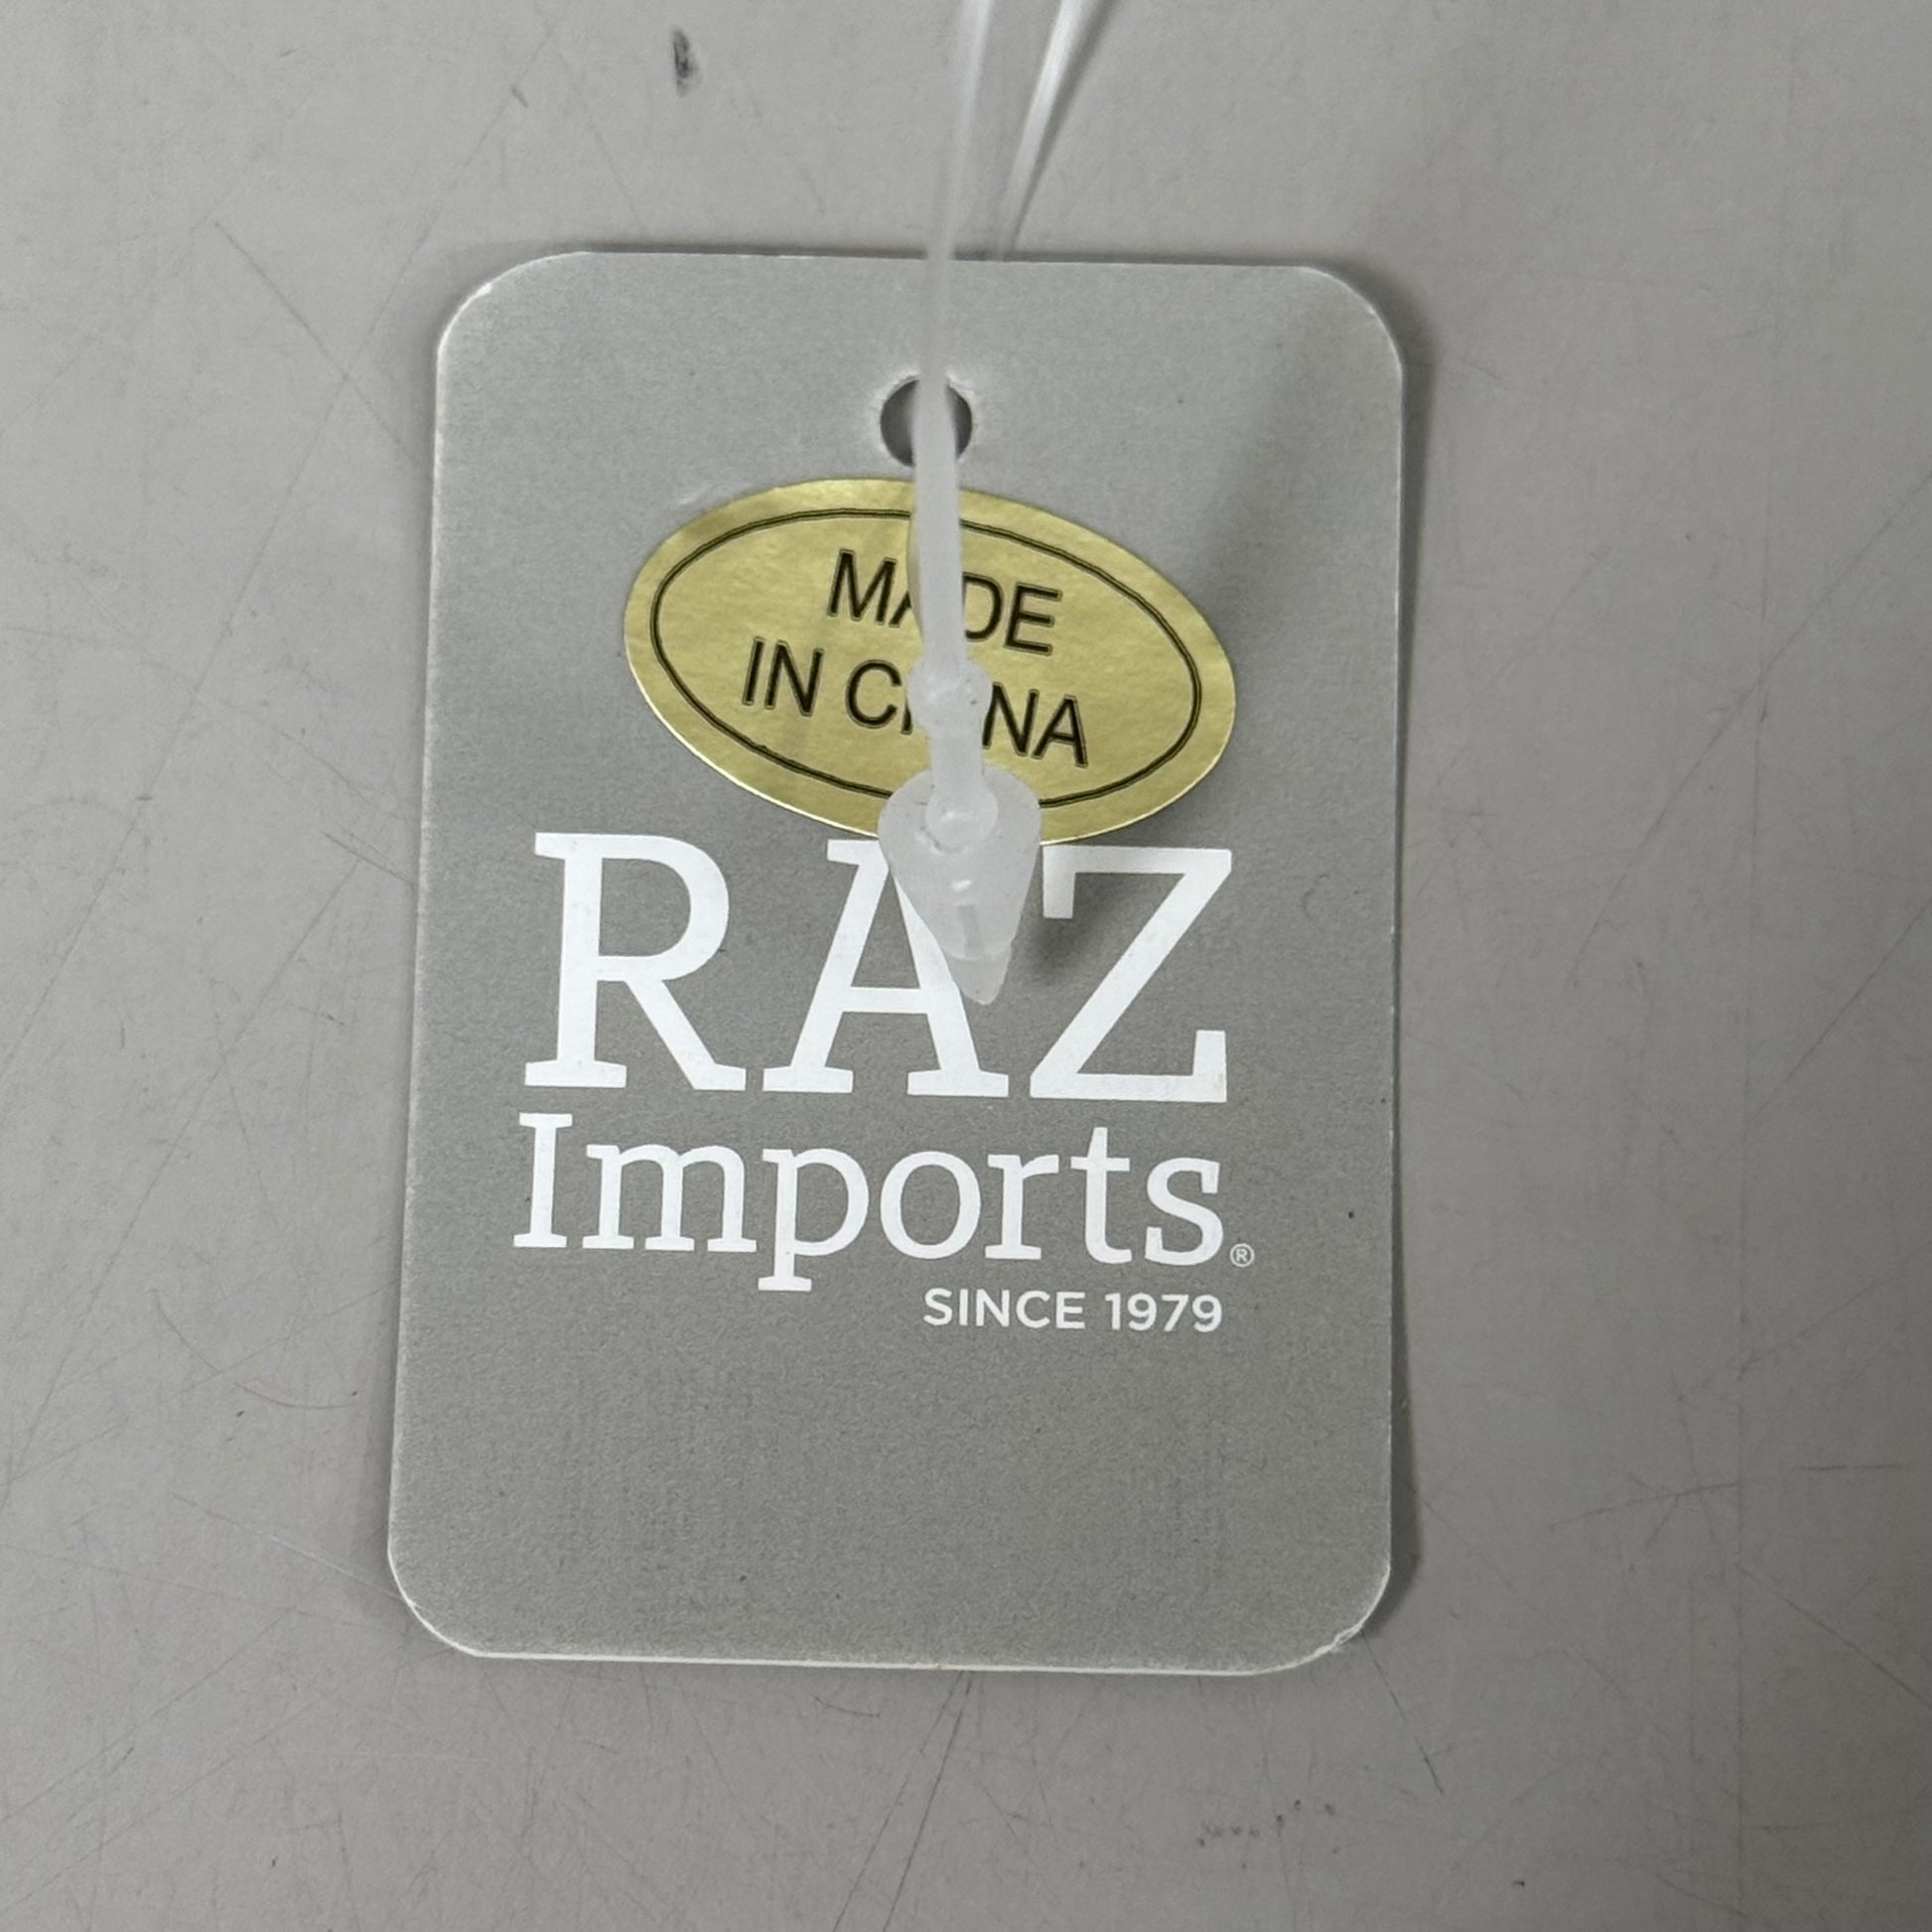 MADE
IN CHINA
RAZ
Imports®
SINCE 1979